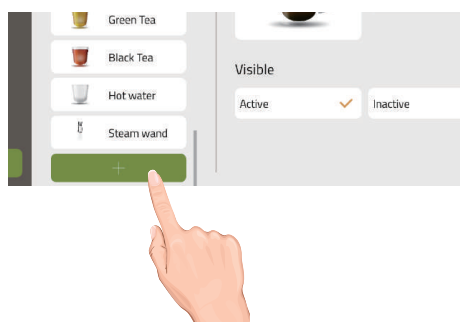 Green Tea
Black Tea
Hot water
Steam wand
+
Visible
Active
Inactive